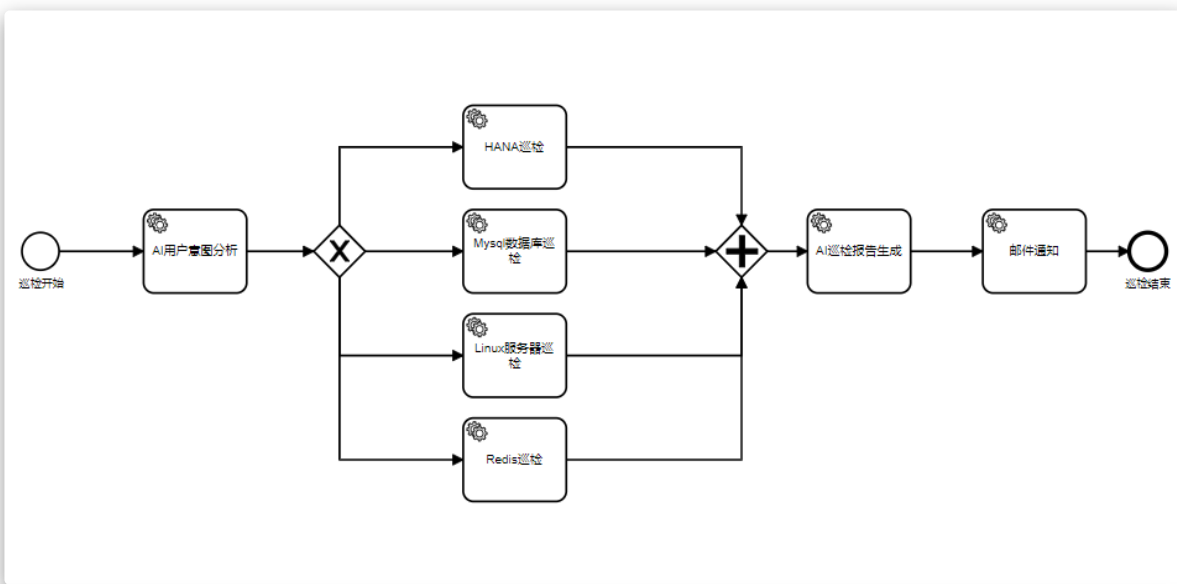 巡检开始
AI用户意图分析
HANA巡检
Mysql数据库巡
检
Linux服务器巡
检
Redis巡检
AI巡检报告生成
邮件通知
巡检结束